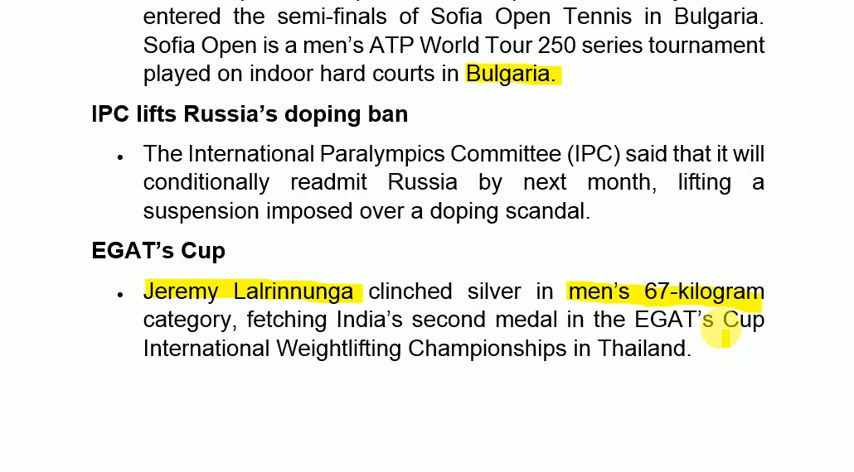 entered the semi-finals of Sofia Open Tennis in Bulgaria.
Sofia Open is a men's ATP World Tour 250 series tournament
played on indoor hard courts in Bulgaria.
IPC lifts Russia's doping ban
• The International Paralympics Committee (IPC) said that it will
conditionally readmit Russia by next month, lifting a
suspension imposed over a doping scandal.
EGAT's Cup
• Jeremy Lalrinnunga clinched silver in men's 67-kilogram
category, fetching India's second medal in the EGAT's Cup
International Weightlifting Championships in Thailand.